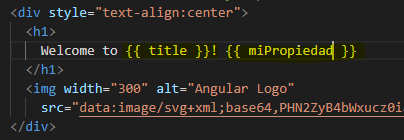 <div style="text-align:center">
<h1>
Welcome to {{ title }}! {{ miPropiedad }}
</h1>
<img width="300" alt="Angular Logo"
src="data:image/svg+xml;base64,PHN2ZyB4bWxucz0i
</div>